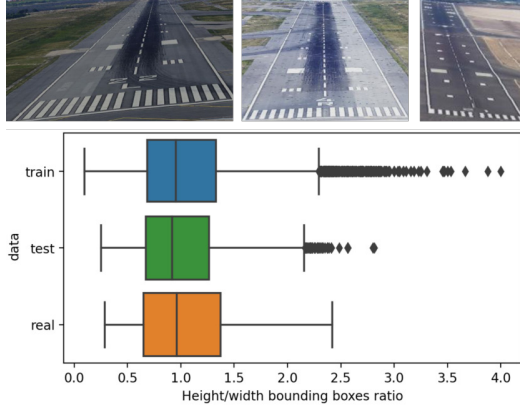 train
test
real
data
0.0 0.5 1.0 1.5 2.0 2.5 3.0 3.5 4.0
Height/width bounding boxes ratio